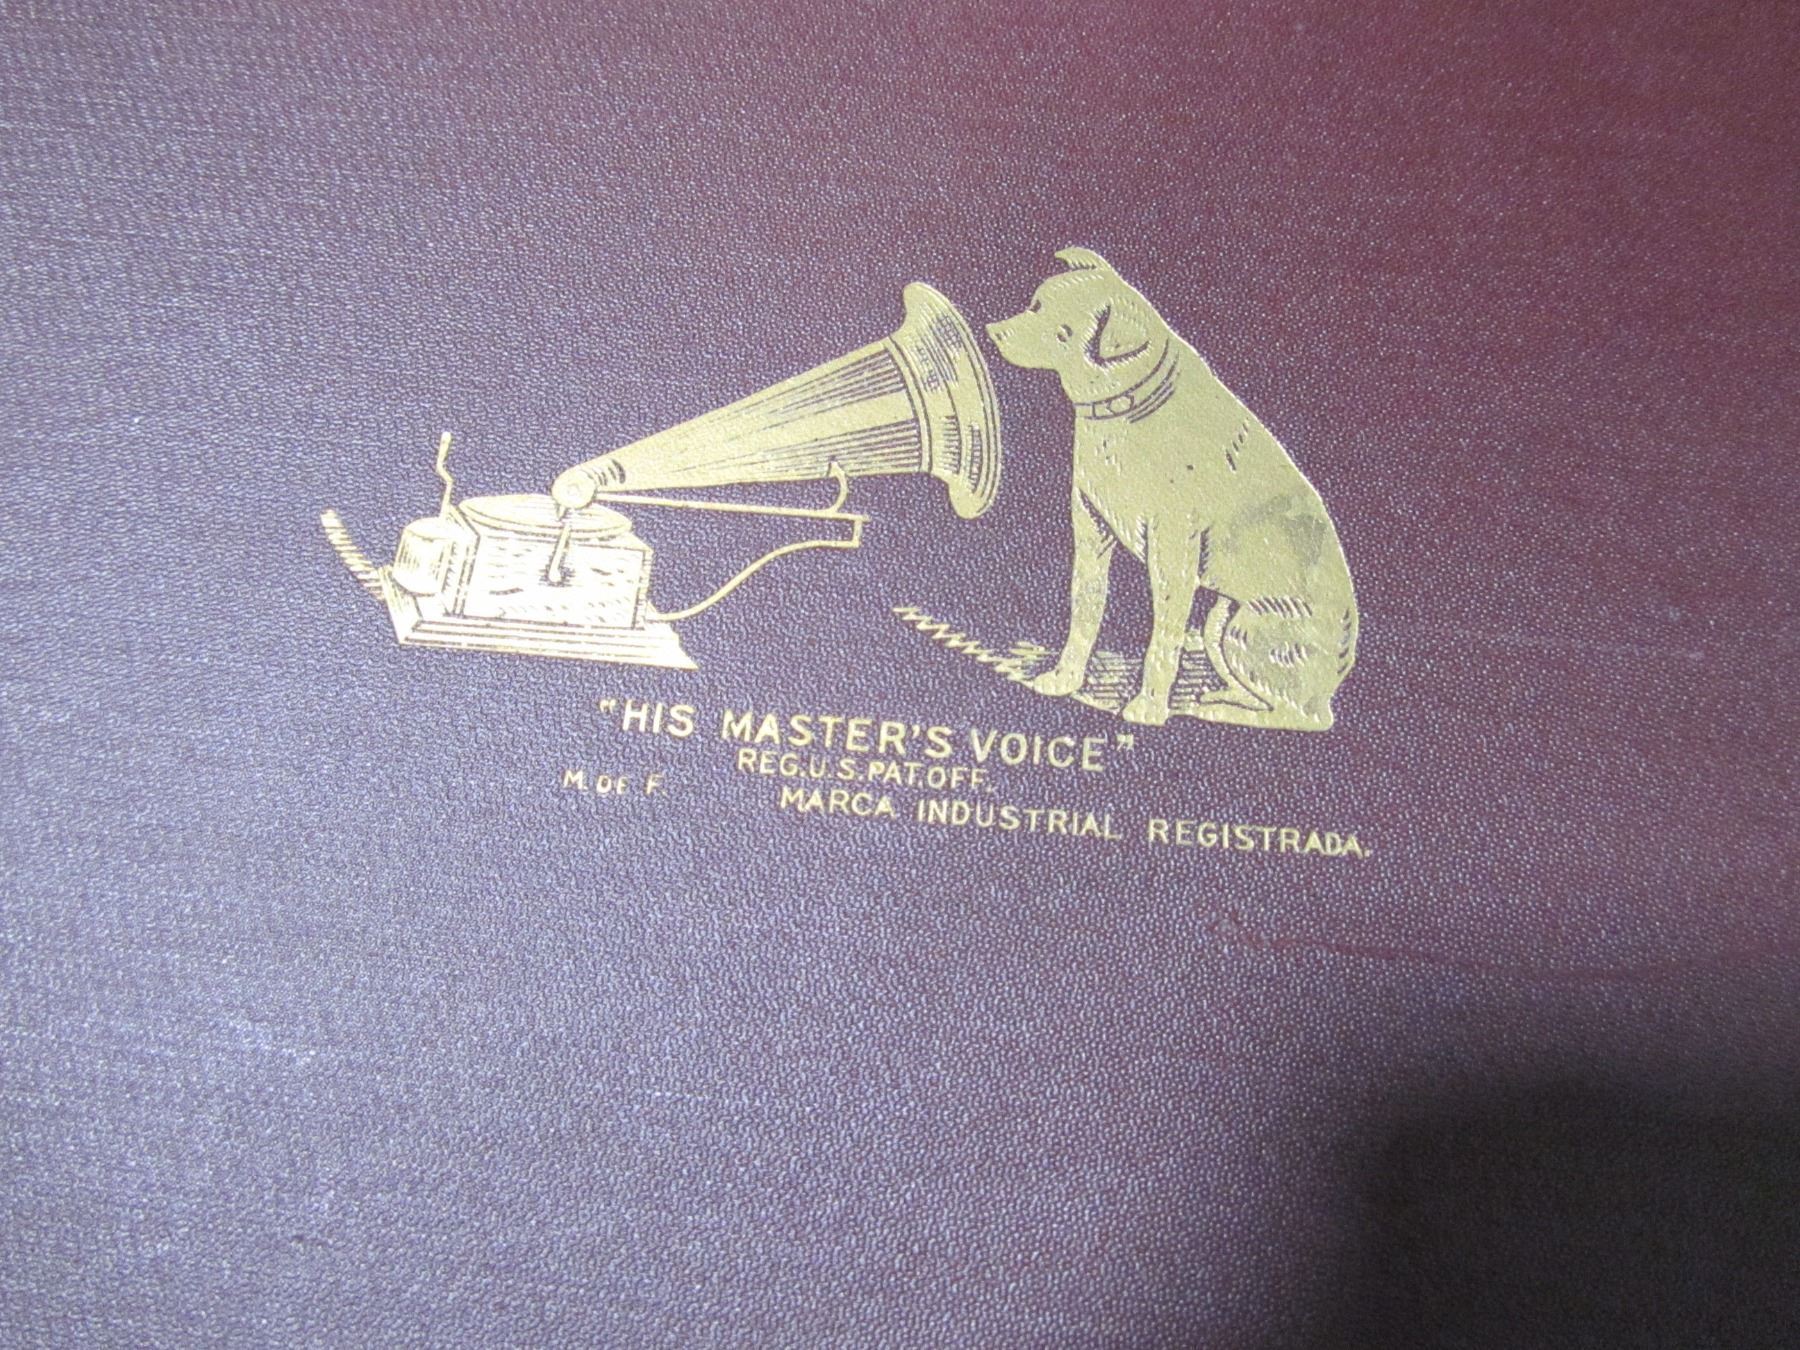 "HIS MASTER'S VOICE"
REG.U.S.PAT.OFF.
M. DE F. MARCA INDUSTRIAL REGISTRADA.